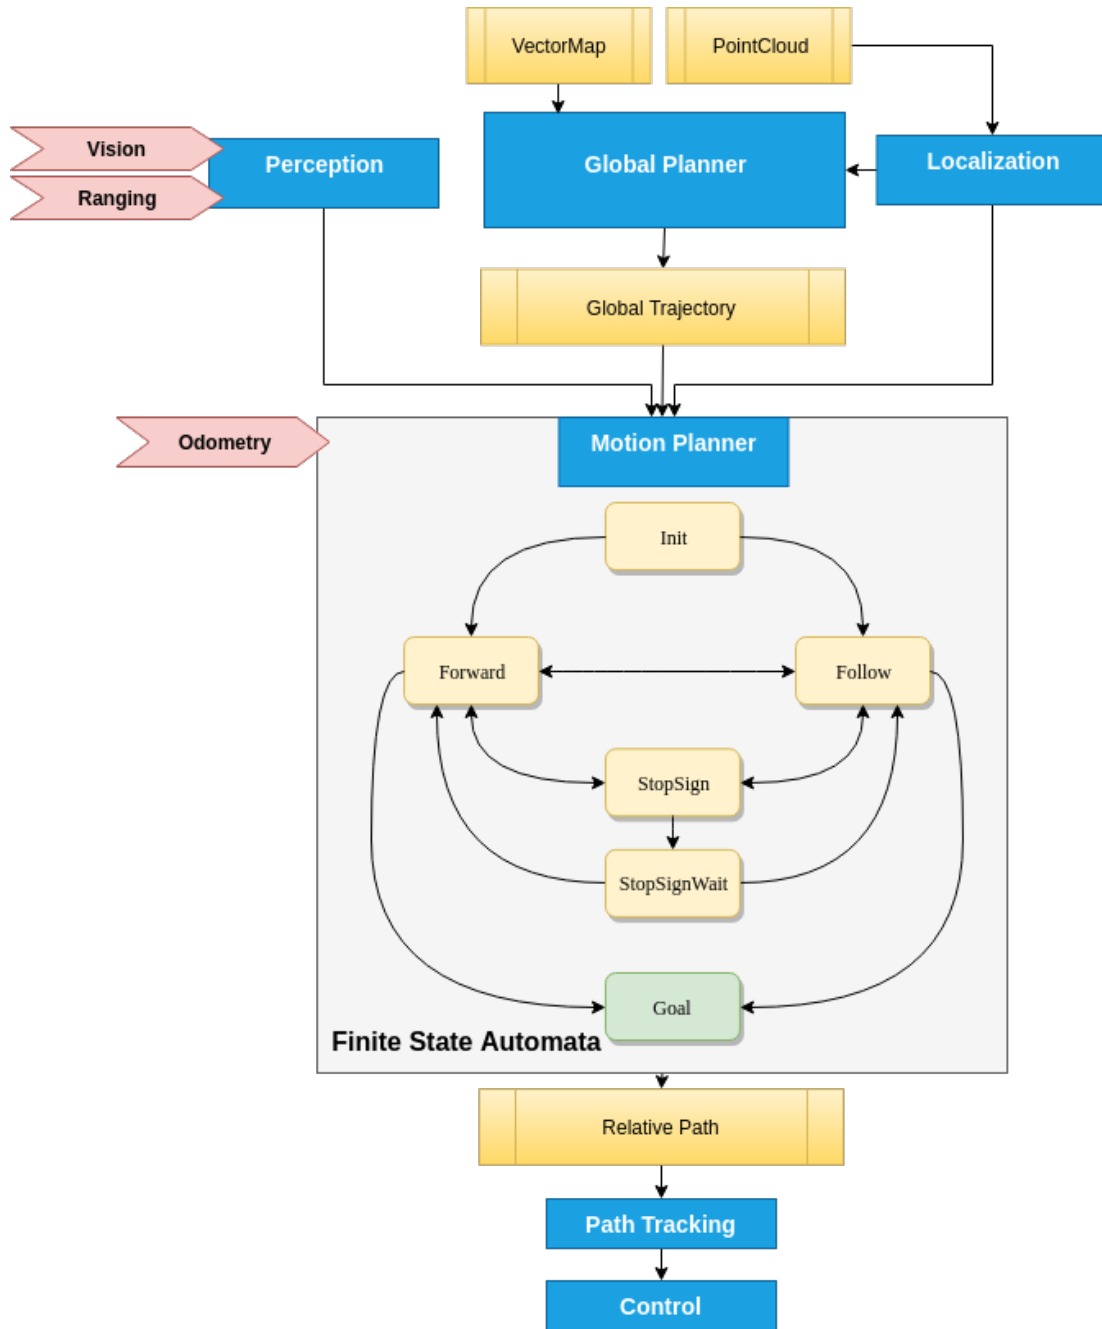 VectorMap
PointCloud
Vision
Ranging
Perception
Global Planner
Localization
Global Trajectory
Odometry
Motion Planner
Init
Forward
Follow
StopSign
StopSignWait
Goal
Finite State Automata
Relative Path
Path Tracking
Control